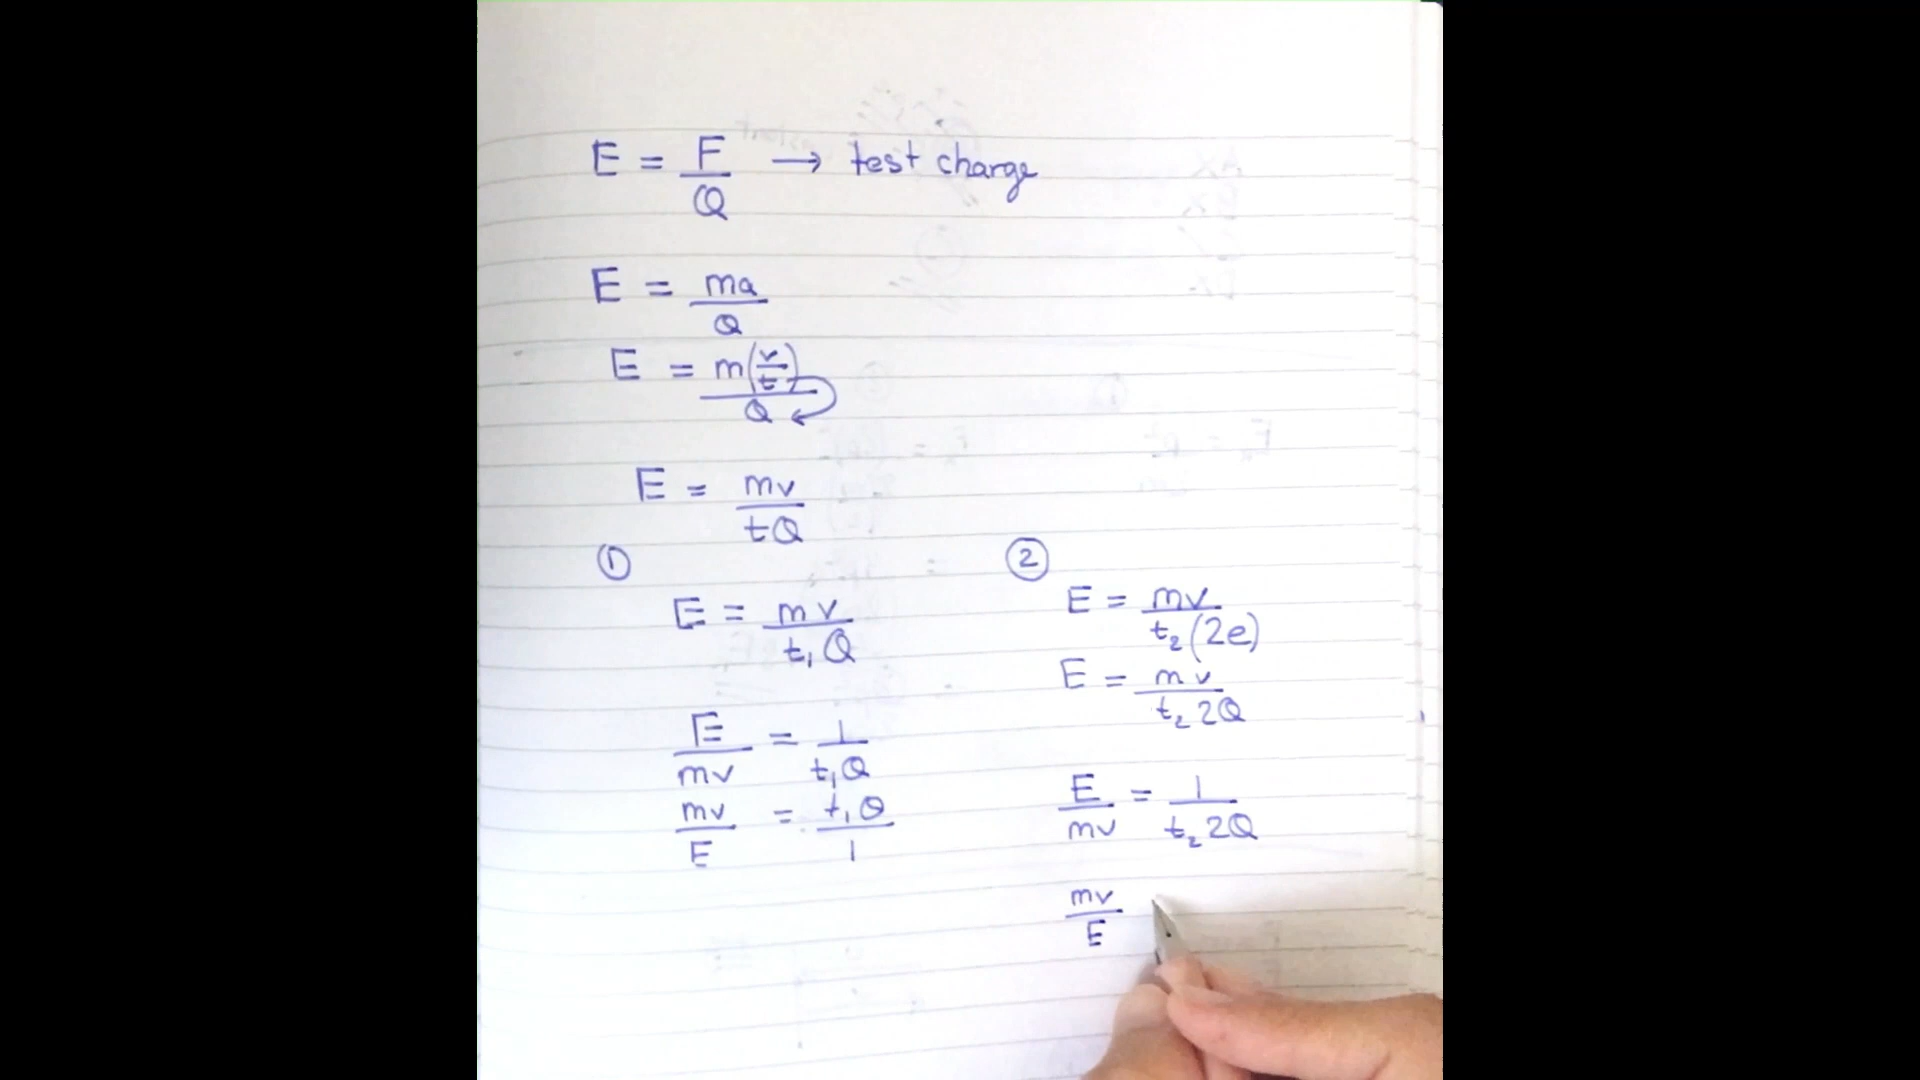 E = F/Q → test charge
E = ma/Q
E = m(v/t)/Q
E = mv/tQ
①
E = mv/t₁Q
E/mv = 1/t₁Q
mv/E = t₁Q/1
②
E = mv/t₂(2e)
E = mv/t₂2Q
E/mv = 1/t₂2Q
mv/E